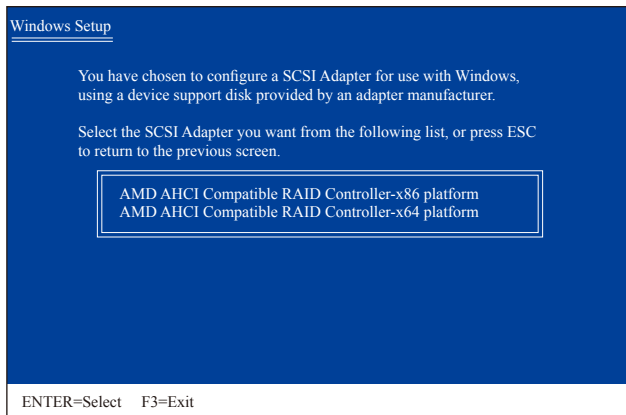 Windows Setup
You have chosen to configure a SCSI Adapter for use with Windows,
using a device support disk provided by an adapter manufacturer.
Select the SCSI Adapter you want from the following list, or press ESC
to return to the previous screen.
AMD AHCI Compatible RAID Controller-x86 platform
AMD AHCI Compatible RAID Controller-x64 platform
ENTER=Select F3=Exit